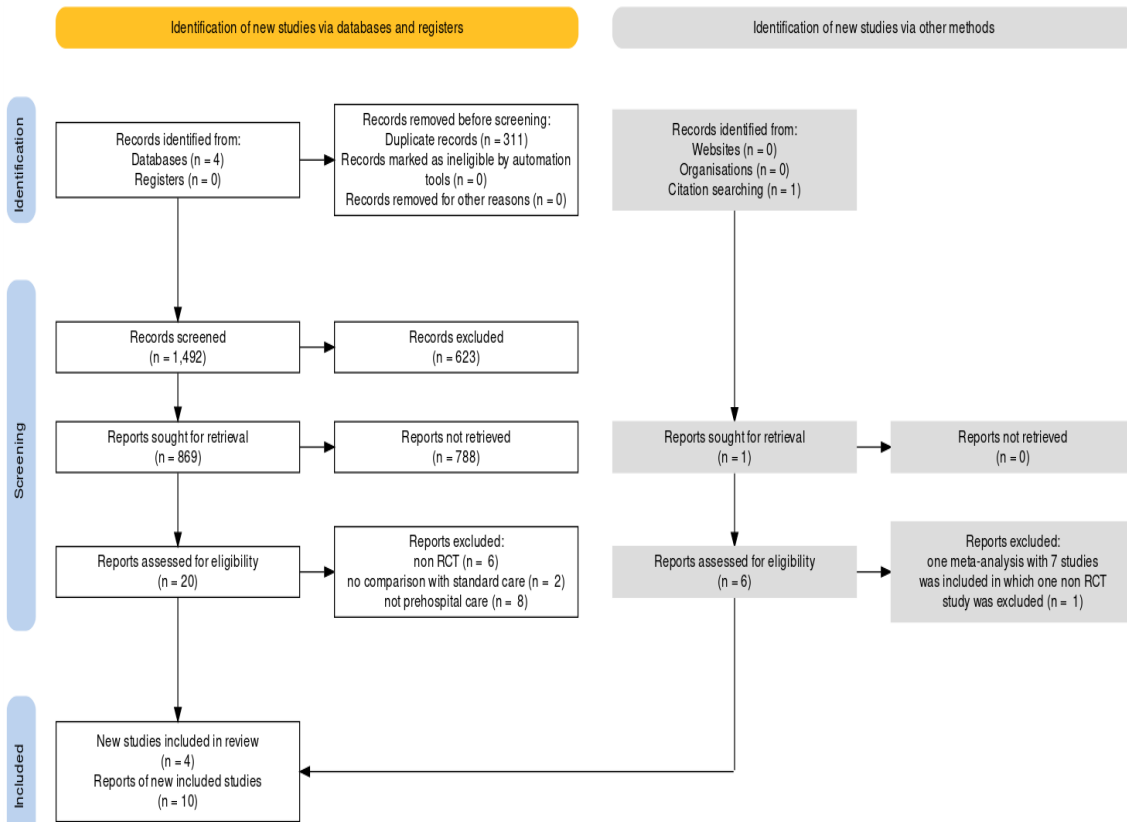 Identification of new studies via databases and registers
Identification of new studies via other methods
Identification
Records identified from:
Databases (n = 4)
Registers (n = 0)
Records removed before screening:
Duplicate records (n = 311)
Records marked as ineligible by automation
tools (n = 0)
Records removed for other reasons (n = 0)
Records identified from:
Websites (n = 0)
Organisations (n = 0)
Citation searching (n = 1)
Screening
Records screened
(n = 1,492)
Records excluded
(n = 623)
Reports sought for retrieval
(n = 869)
Reports not retrieved
(n = 788)
Reports sought for retrieval
(n = 1)
Reports not retrieved
(n = 0)
Reports assessed for eligibility
(n = 20)
Reports excluded:
non RCT (n = 6)
no comparison with standard care (n = 2)
not prehospital care (n = 8)
Reports assessed for eligibility
(n = 6)
Reports excluded:
one meta-analysis with 7 studies
was included in which one non RCT
study was excluded (n = 1)
Included
New studies included in review
(n = 4)
Reports of new included studies
(n = 10)